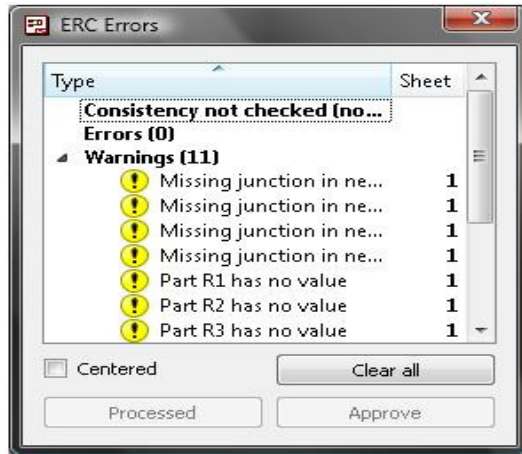 ERC Errors
Type Sheet
Consistency not checked (no...
Errors (0)
Warnings (11)
Missing junction in ne... 1
Missing junction in ne... 1
Missing junction in ne... 1
Missing junction in ne... 1
Part R1 has no value 1
Part R2 has no value 1
Part R3 has no value 1
Centered Clear all
Processed Approve